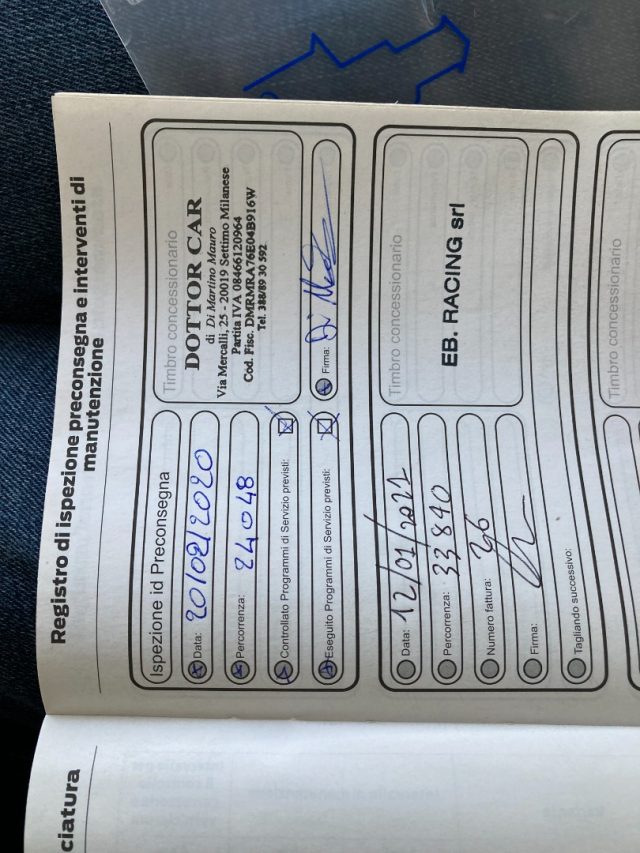 Registro di ispezione preconsegna e interventi di
manutenzione
Ispezione id Preconsegna
Data: 20/02/2020
Percorrenza: 24048
Controllato Programmi di Servizio previsti:
Eseguito Programmi di Servizio previsti:
Timbro concessionario
DOTTOR CAR
di Di Martino Mauro
Via Mercalli, 25 - 20019 Settimo Milanese
Partita IVA 08466120964
Cod. Fisc. DMRMRA76E04B916W
Tel. 388/89 30 592
Firma:
Data: 12/01/2021
Percorrenza: 33840
Numero fattura: 36
Firma:
Tagliando successivo:
Timbro concessionario
EB. RACING srl
Timbro concessionario
ciatura